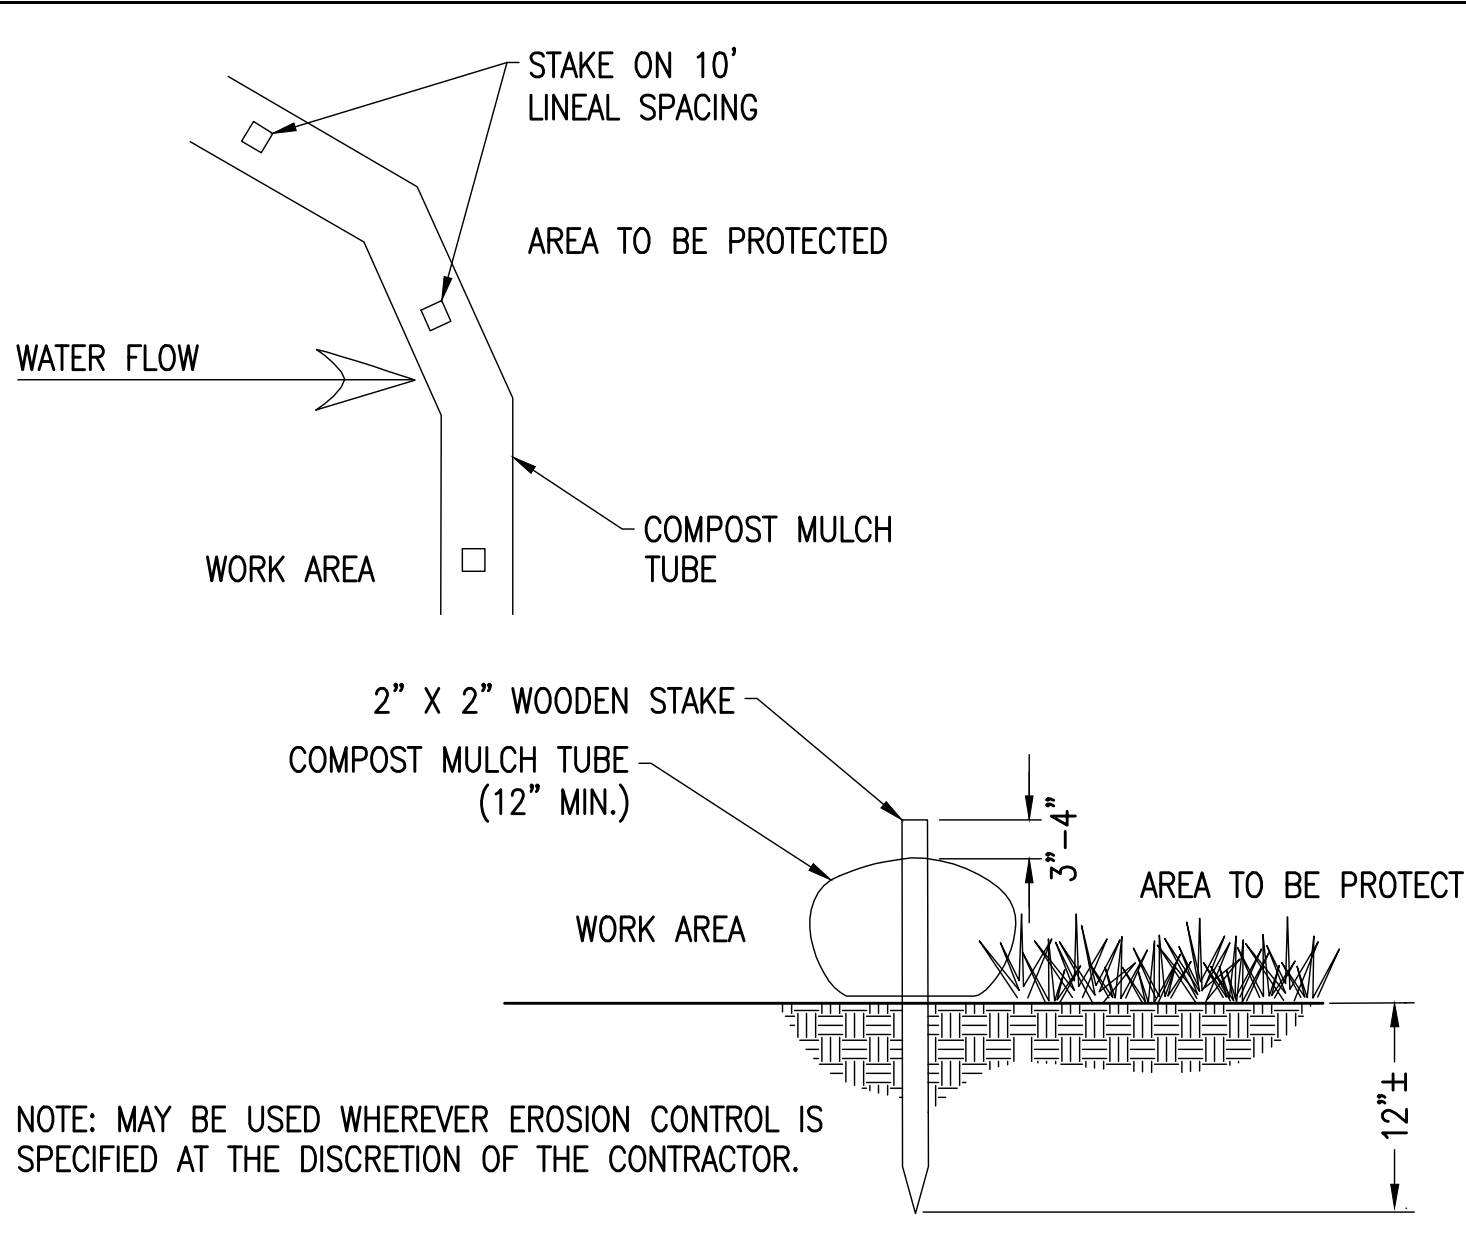 STAKE ON 10'
LINEAL SPACING
AREA TO BE PROTECTED
WATER FLOW
COMPOST MULCH
TUBE
WORK AREA
2" X 2" WOODEN STAKE
COMPOST MULCH TUBE
(12" MIN.)
3"-4"
AREA TO BE PROTECT
WORK AREA
12"±
NOTE: MAY BE USED WHEREVER EROSION CONTROL IS
SPECIFIED AT THE DISCRETION OF THE CONTRACTOR.